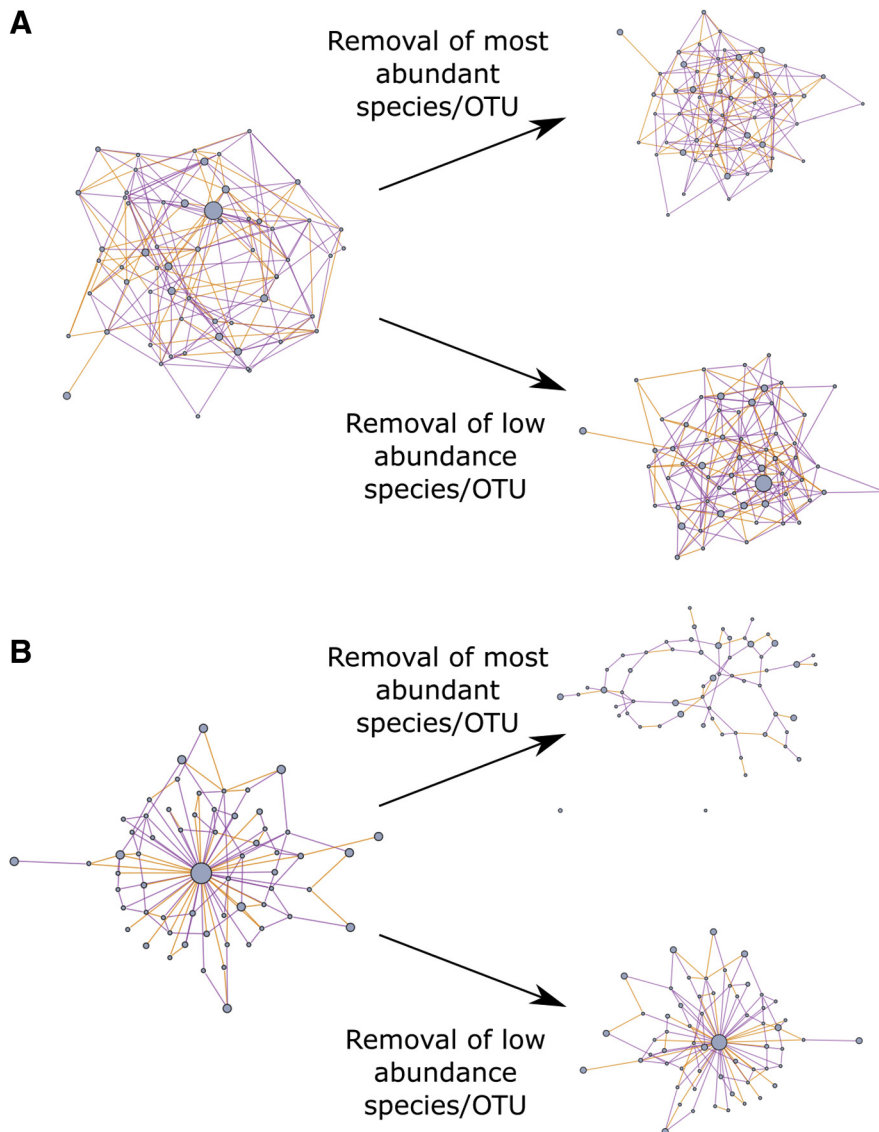 A
Removal of most
abundant
species/OTU
Removal of low
abundance
species/OTU
B
Removal of most
abundant
species/OTU
Removal of low
abundance
species/OTU